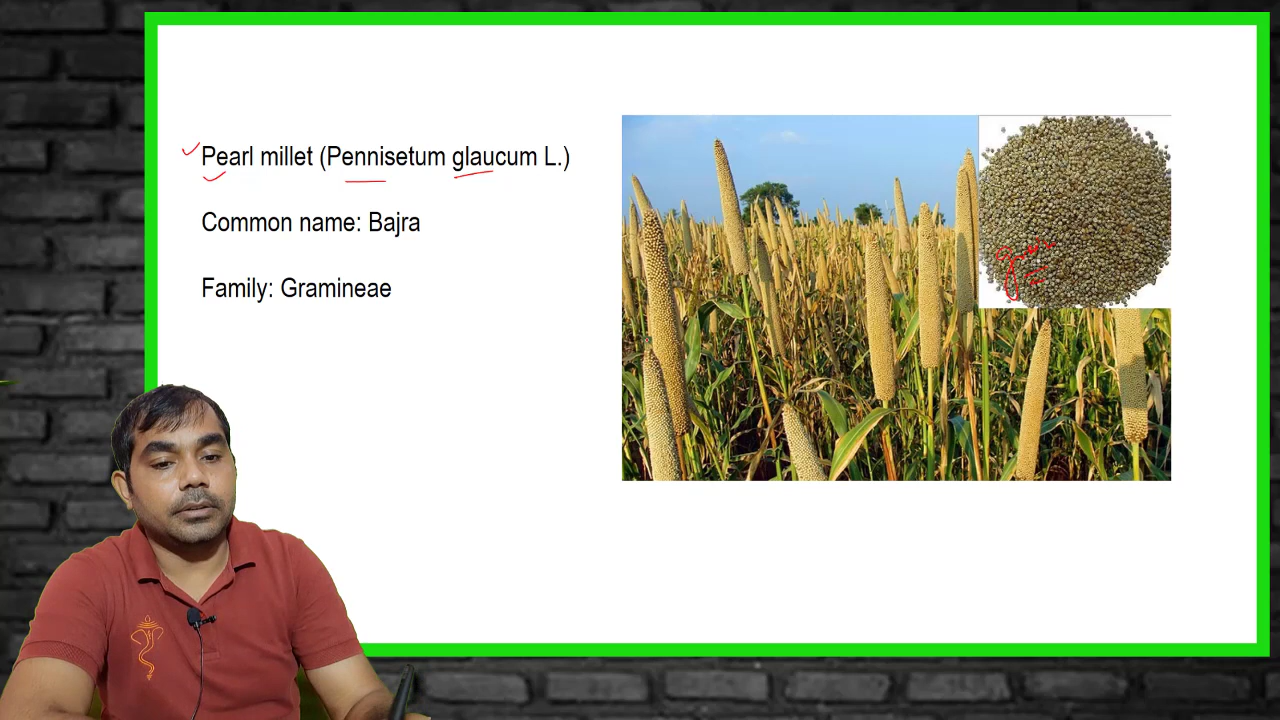 Pearl millet (Pennisetum glaucum L.)
Common name: Bajra
Family: Gramineae